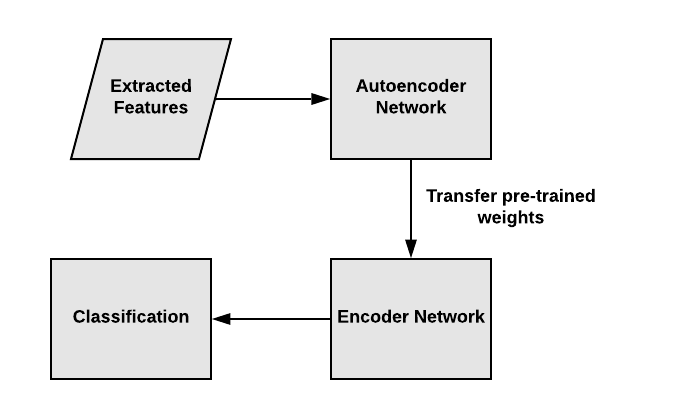 Extracted
Features
Autoencoder
Network
Transfer pre-trained
weights
Classification
Encoder Network